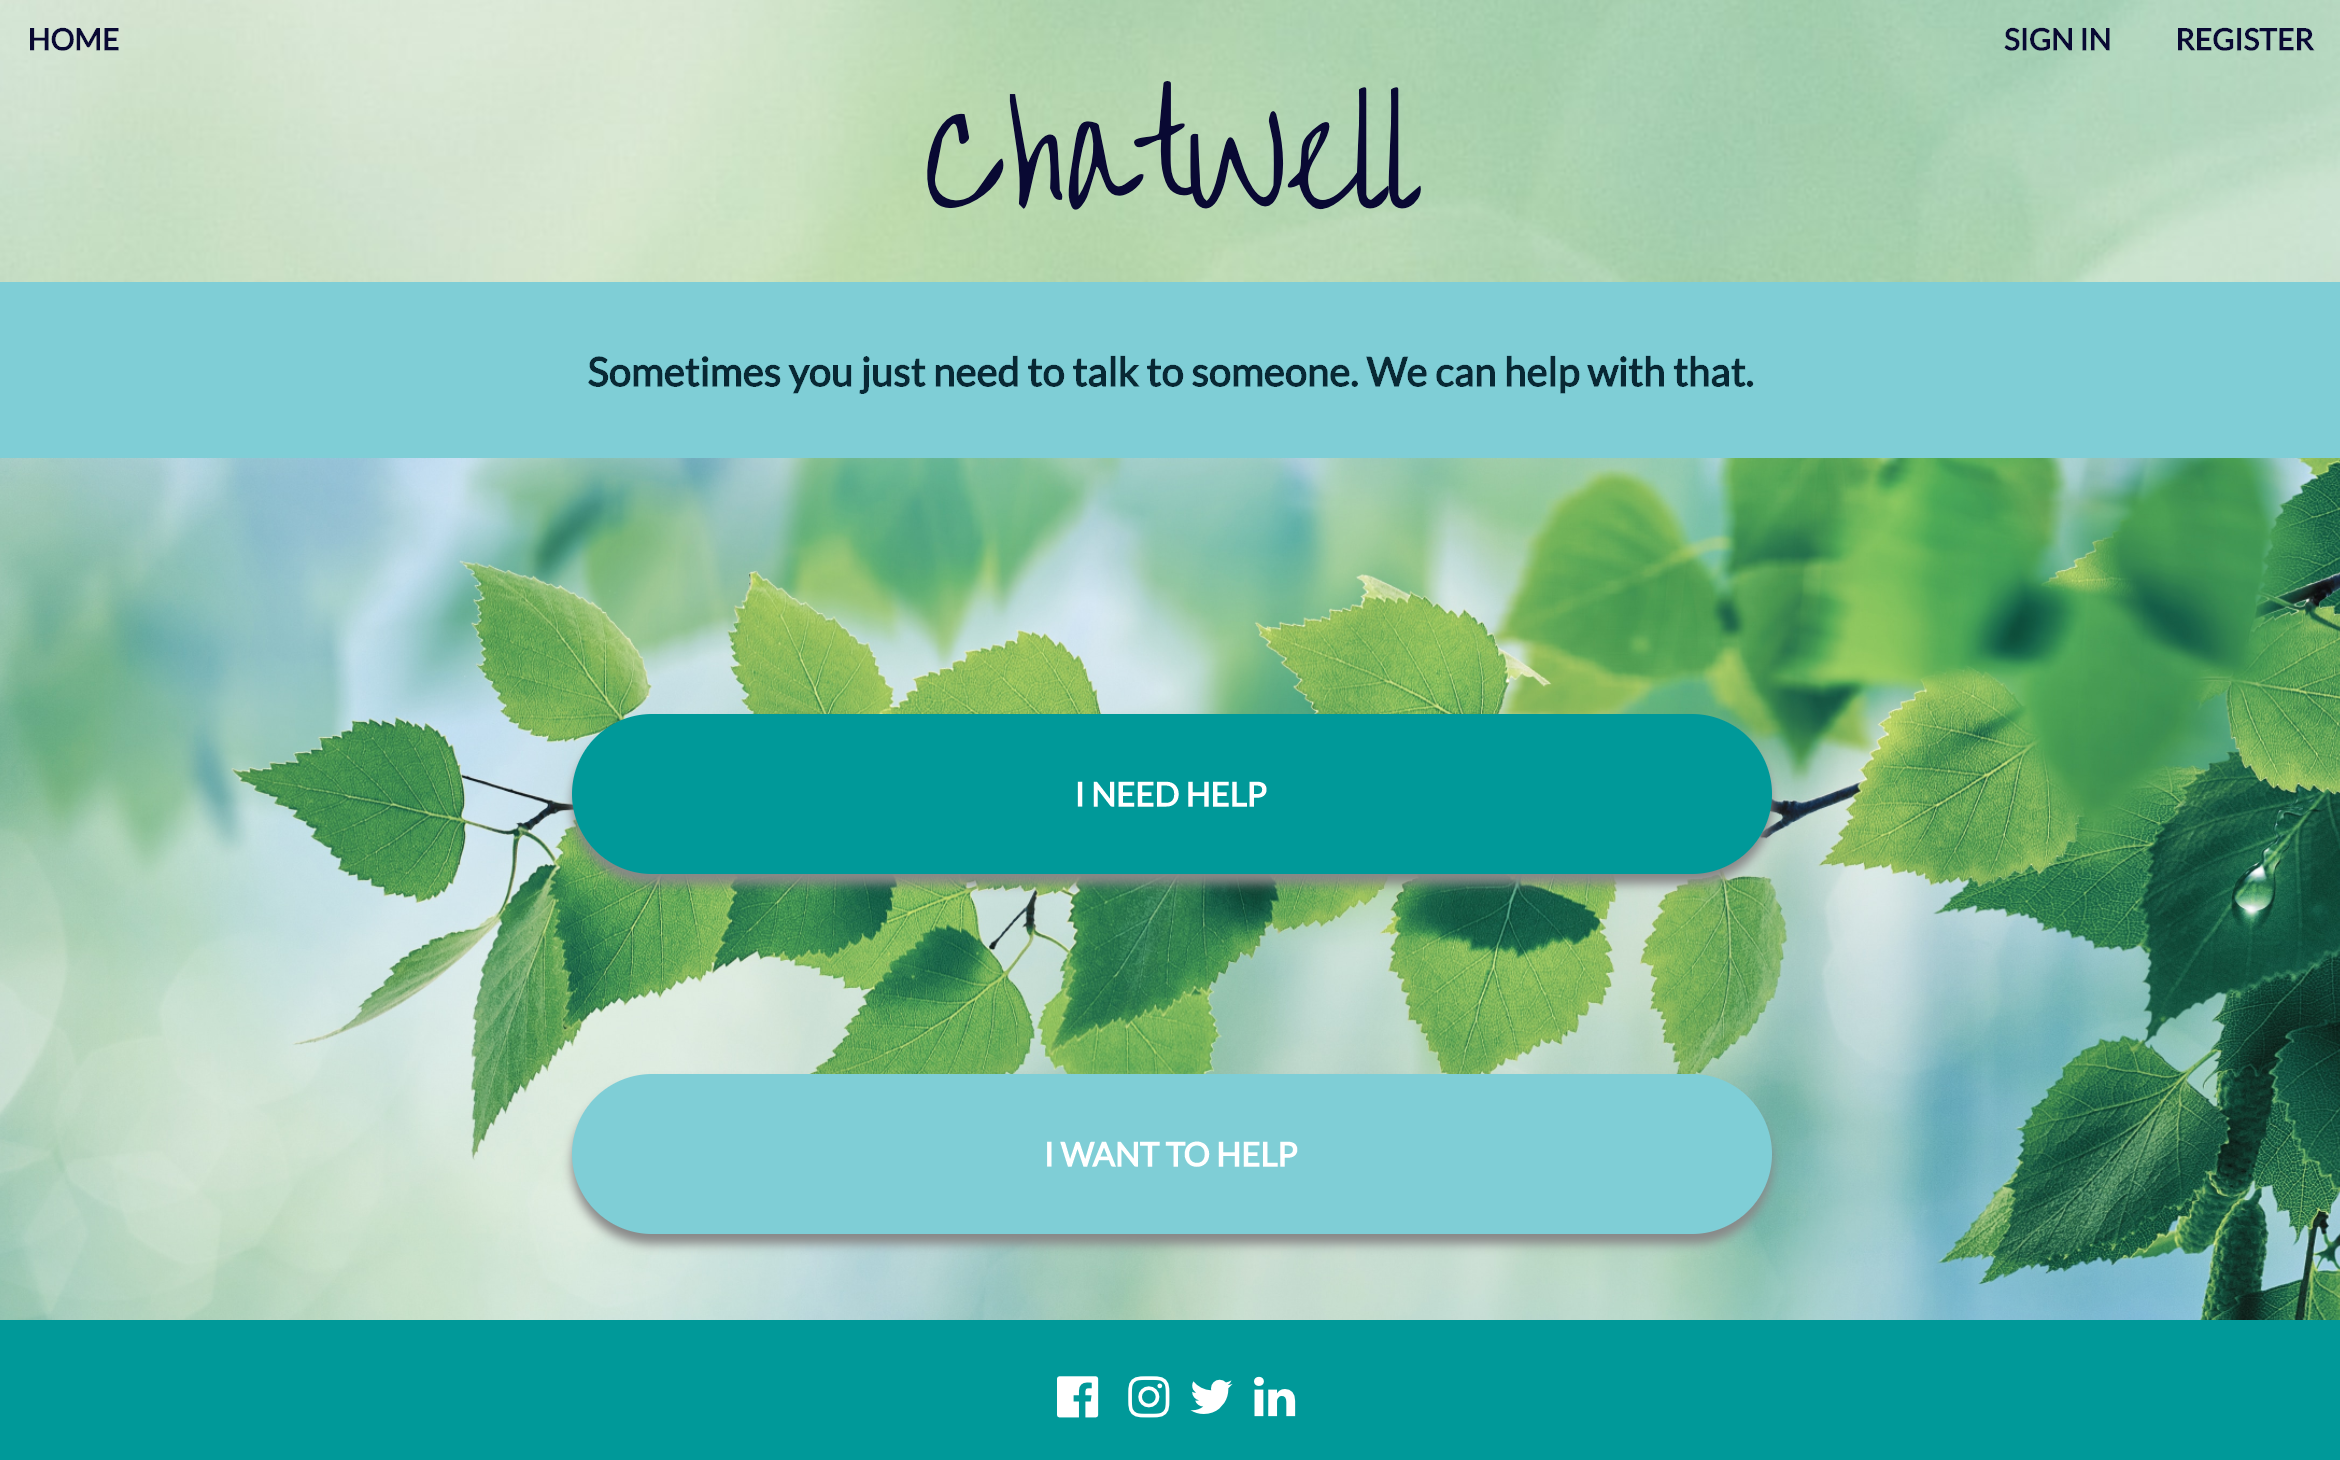 HOME
SIGN IN
REGISTER
chatwell
Sometimes you just need to talk to someone. We can help with that.
I NEED HELP
I WANT TO HELP